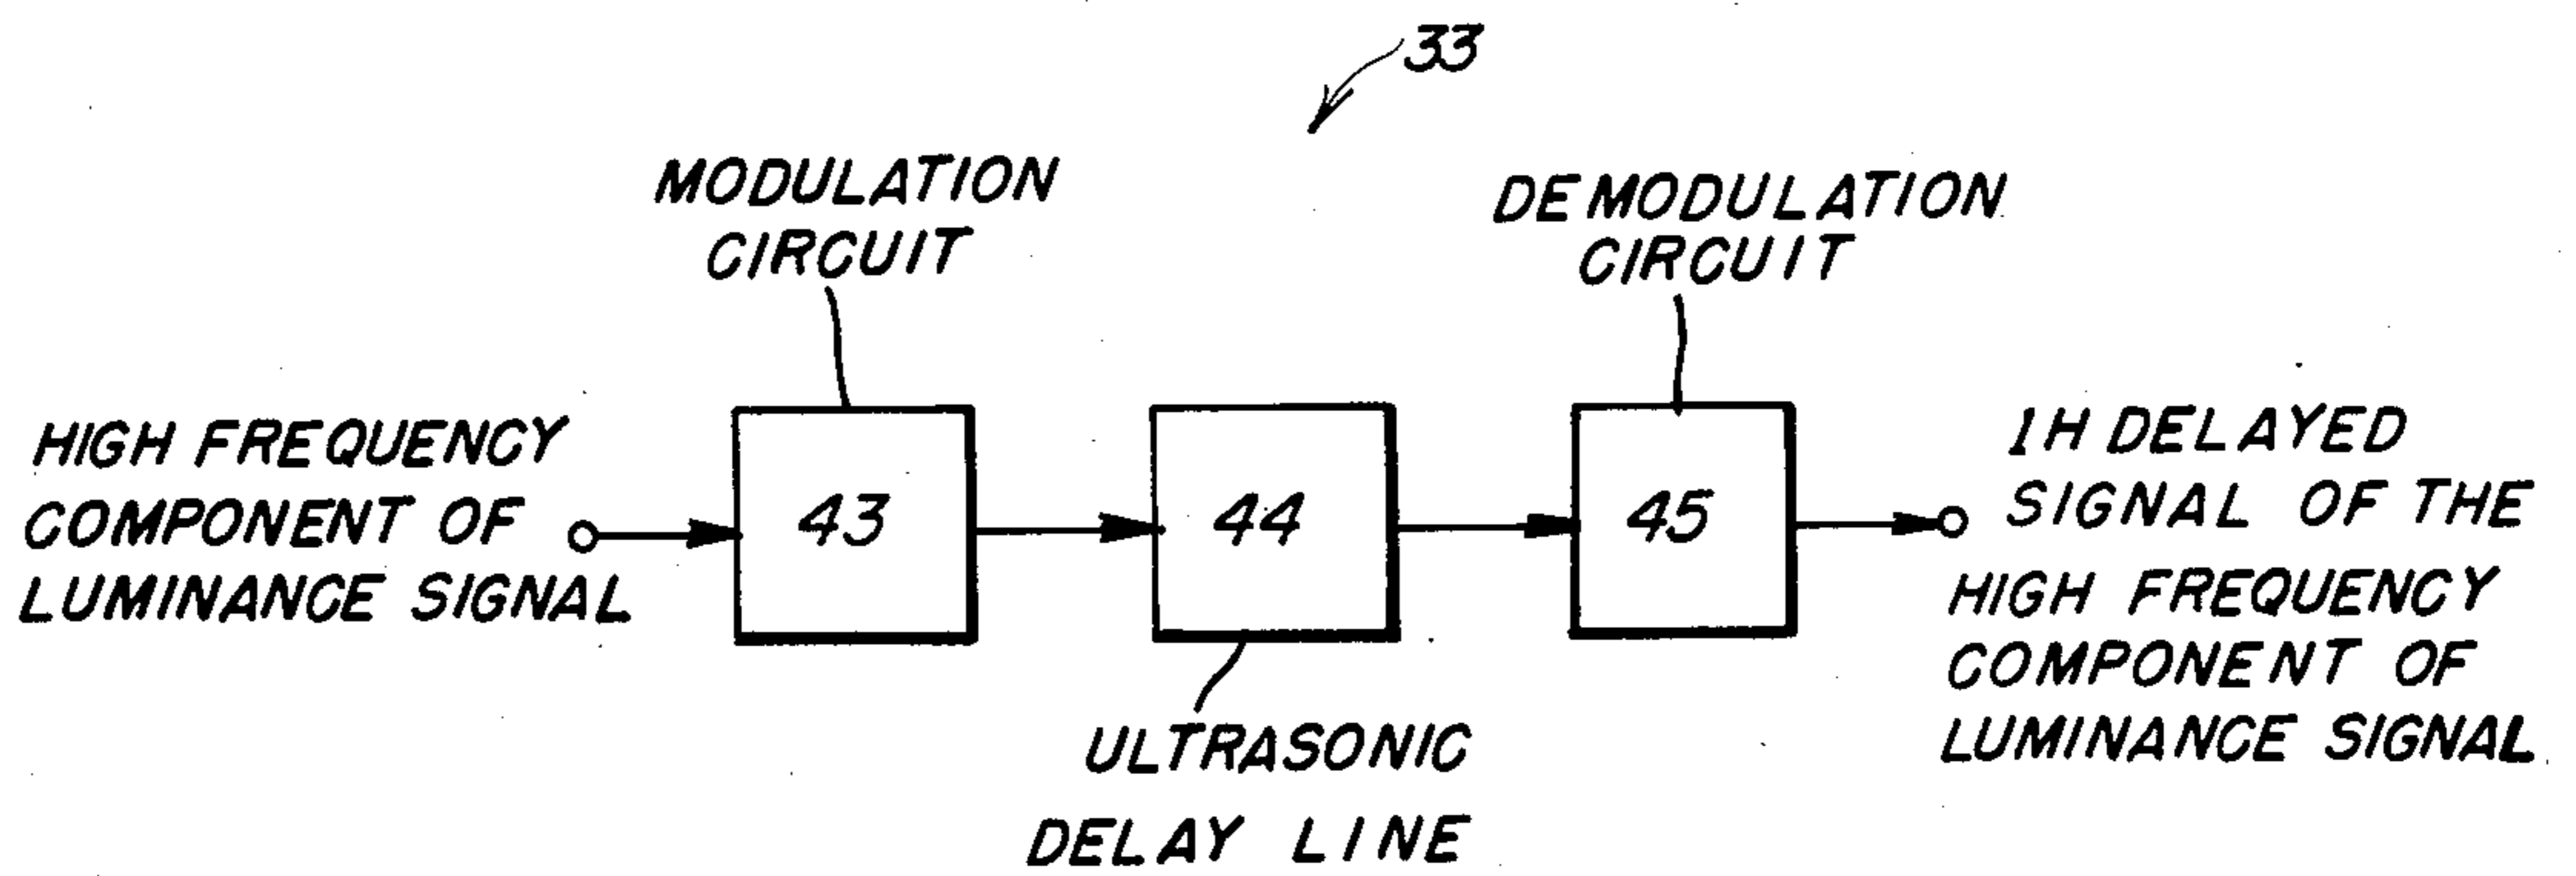 33
MODULATION
CIRCUIT
DEMODULATION
CIRCUIT
HIGH FREQUENCY
COMPONENT OF
LUMINANCE SIGNAL
43
44
45
1H DELAYED
SIGNAL OF THE
HIGH FREQUENCY
COMPONENT OF
LUMINANCE SIGNAL
ULTRASONIC
DELAY LINE